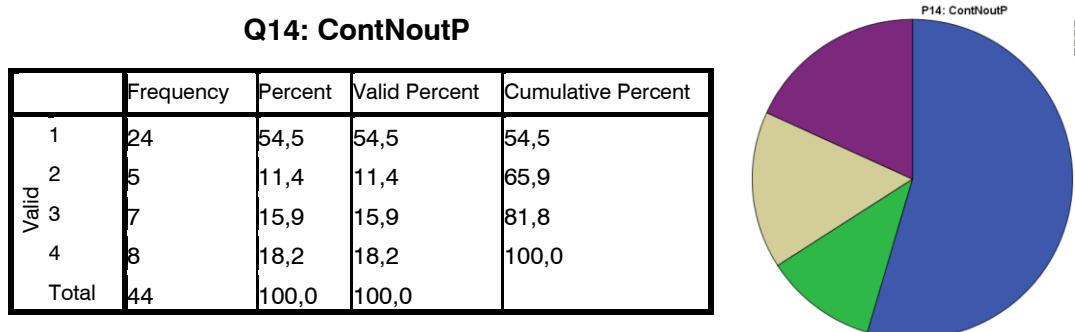 Q14: ContNoutP
Frequency Percent Valid Percent Cumulative Percent
Valid
1 24 54,5 54,5 54,5
2 5 11,4 11,4 65,9
3 7 15,9 15,9 81,8
4 8 18,2 18,2 100,0
Total 44 100,0 100,0
P14: ContNoutP